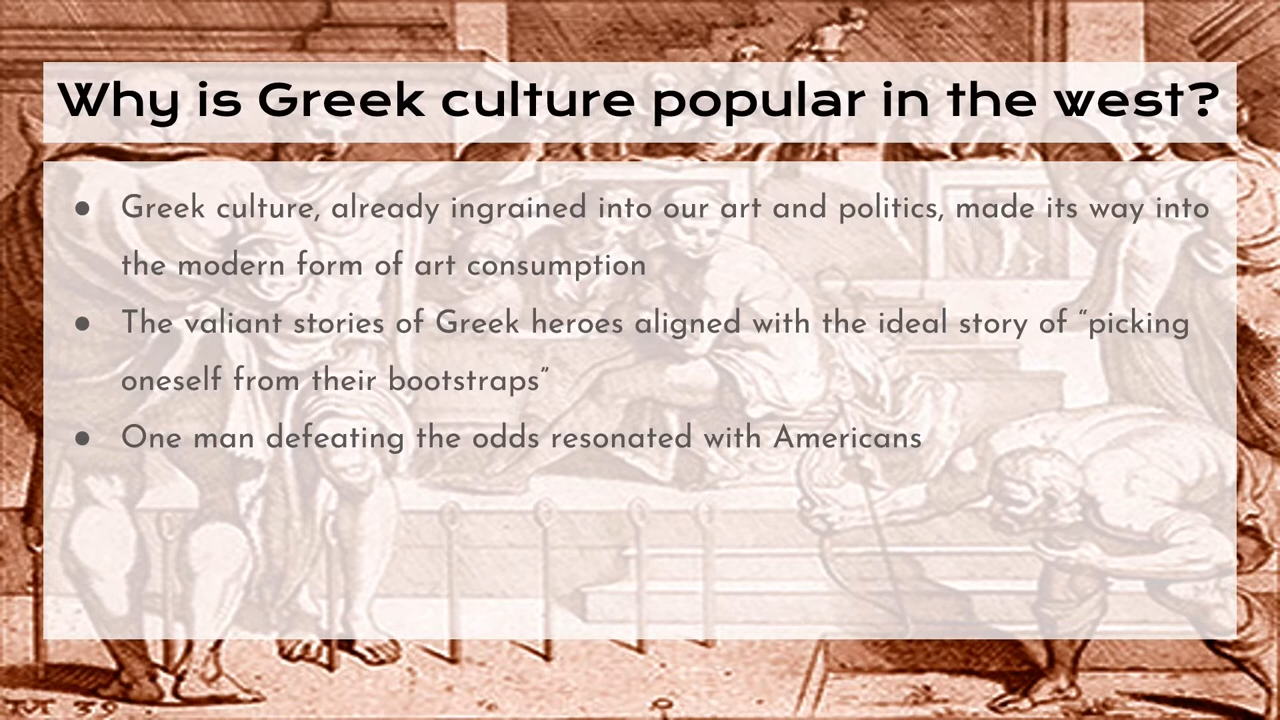 Why is Greek culture popular in the west?
● Greek culture, already ingrained into our art and politics, made its way into
the modern form of art consumption
● The valiant stories of Greek heroes aligned with the ideal story of “picking
oneself from their bootstraps”
● One man defeating the odds resonated with Americans